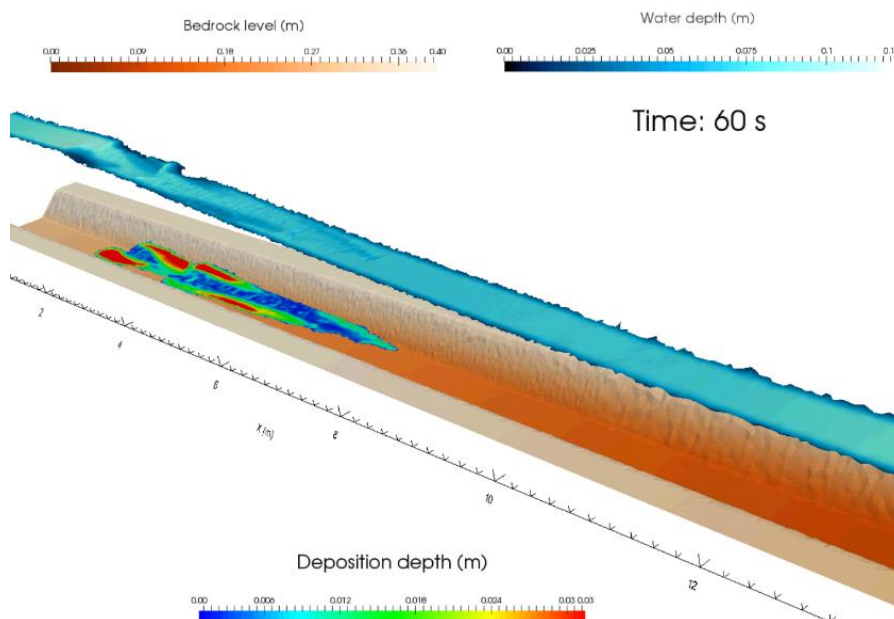 Bedrock level (m)
0.00 0.09 0.18 0.27 0.36 0.40
Water depth (m)
0.00 0.025 0.05 0.075 0.1 0.1
Time: 60 s
2
4
6
X (m)
8
10
12
Deposition depth (m)
0.00 0.006 0.012 0.018 0.024 0.03 0.03